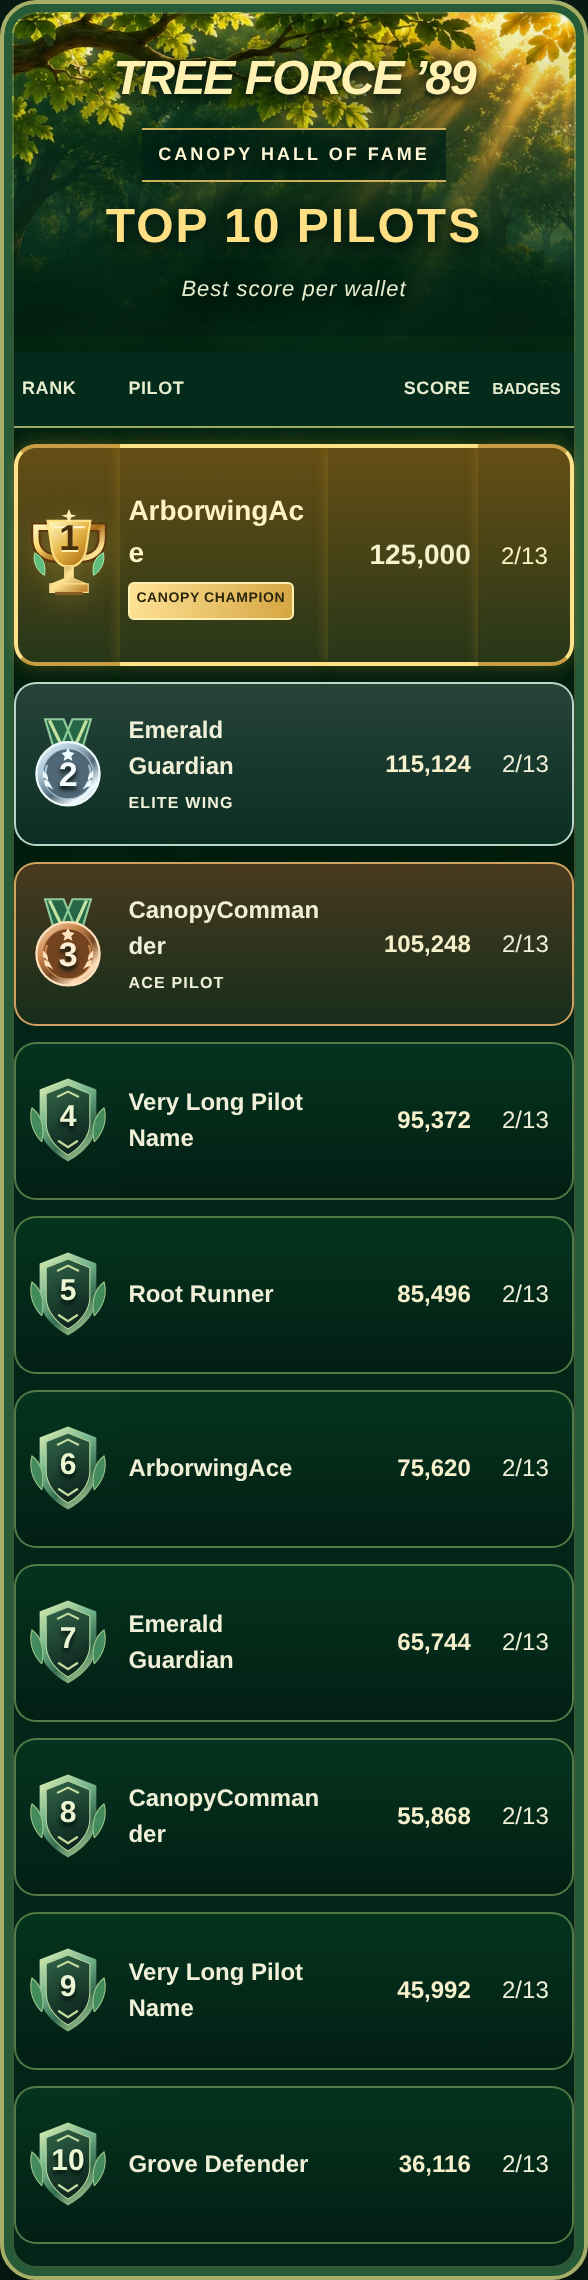 TREE FORCE ’89
CANOPY HALL OF FAME
TOP 10 PILOTS
Best score per wallet
RANK PILOT SCORE BADGES
1 ArborwingAc
e
125,000 2/13
CANOPY CHAMPION
2 Emerald
Guardian
115,124 2/13
ELITE WING
3 CanopyComman
der
105,248 2/13
ACE PILOT
4 Very Long Pilot
Name
95,372 2/13
5 Root Runner 85,496 2/13
6 ArborwingAce 75,620 2/13
7 Emerald
Guardian
65,744 2/13
8 CanopyComman
der
55,868 2/13
9 Very Long Pilot
Name
45,992 2/13
10 Grove Defender 36,116 2/13